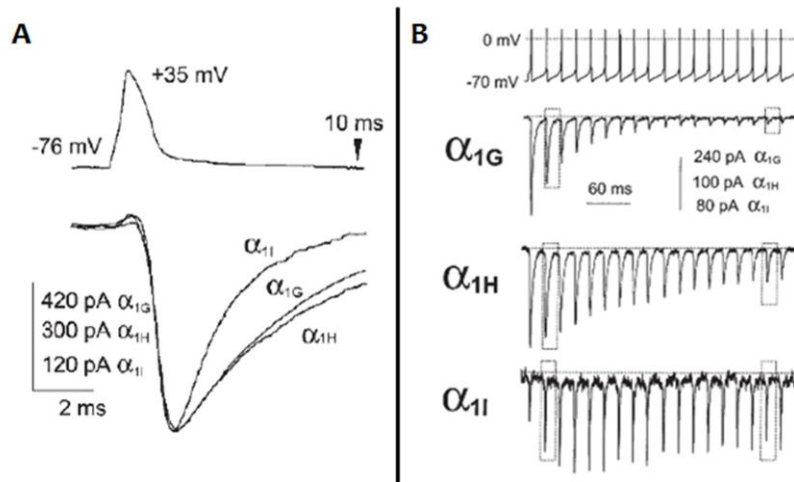 A
+35 mV
-76 mV
10 ms
α1I
α1G
α1H
420 pA α1G
300 pA α1H
120 pA α1I
2 ms
B
0 mV
-70 mV
α1G
240 pA α1G
100 pA α1H
80 pA α1I
60 ms
α1H
α1I